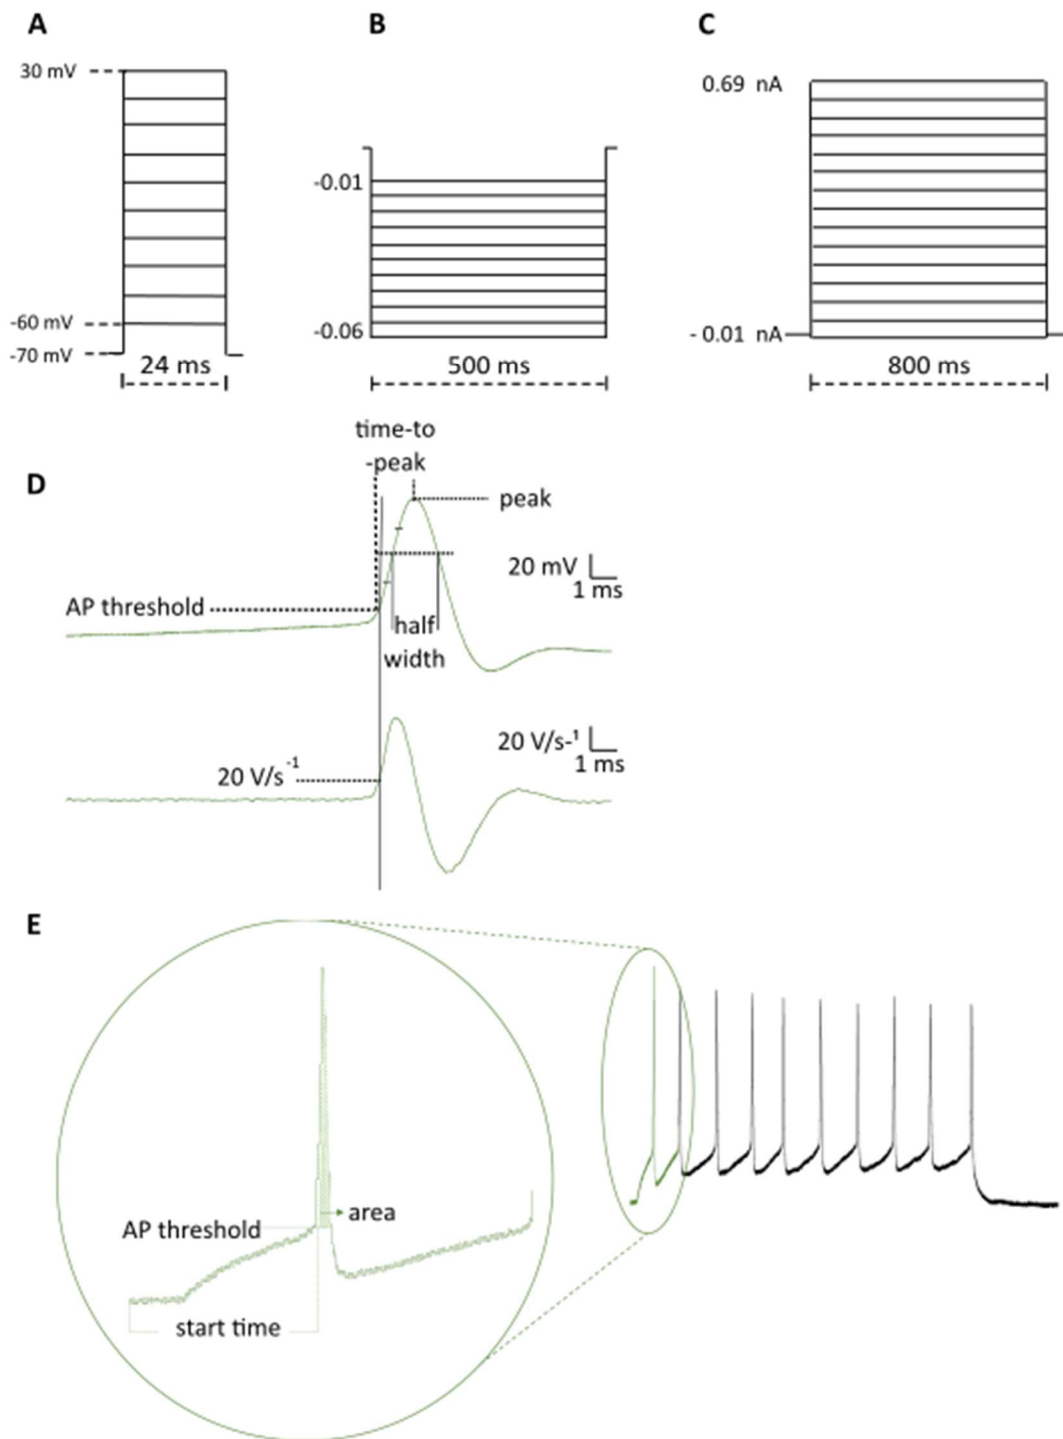 A
30 mV
-60 mV
-70 mV
24 ms
B
-0.01
-0.06
500 ms
C
0.69 nA
- 0.01 nA
800 ms
D
time-to
-peak
peak
20 mV
1 ms
AP threshold
half
width
20 V/s-¹
1 ms
20 V/s⁻¹
E
AP threshold
area
start time